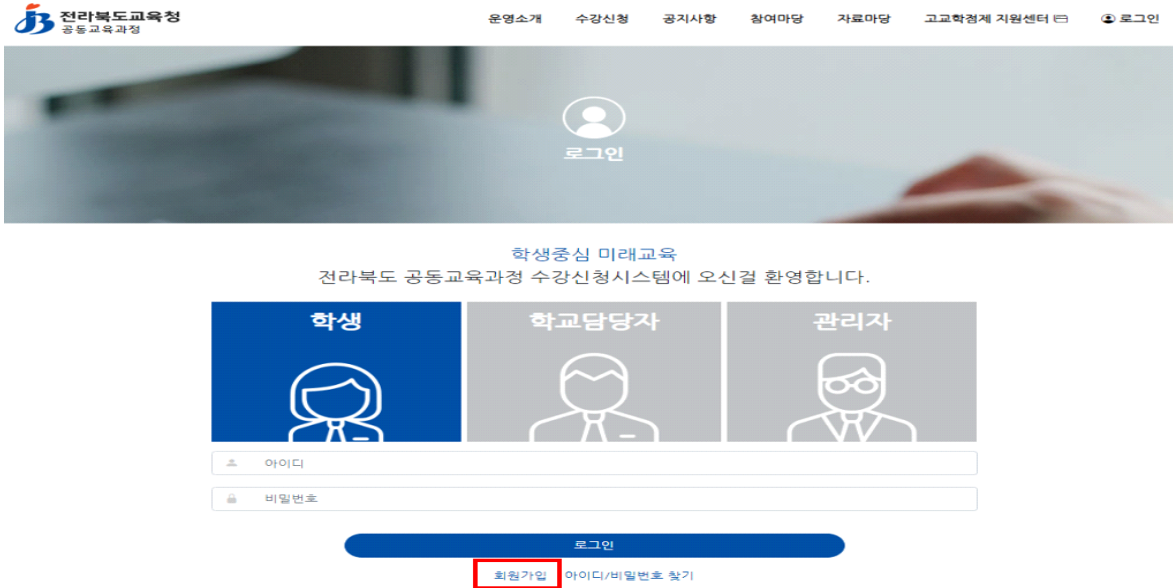 전라북도교육청
공동교육과정
운영소개 수강신청 공지사항 참여마당 자료마당 고교학점제 지원센터 로그인
로그인
학생중심 미래교육
전라북도 공동교육과정 수강신청시스템에 오신걸 환영합니다.
학생 학교담당자 관리자
아이디
비밀번호
로그인
회원가입 아이디/비밀번호 찾기